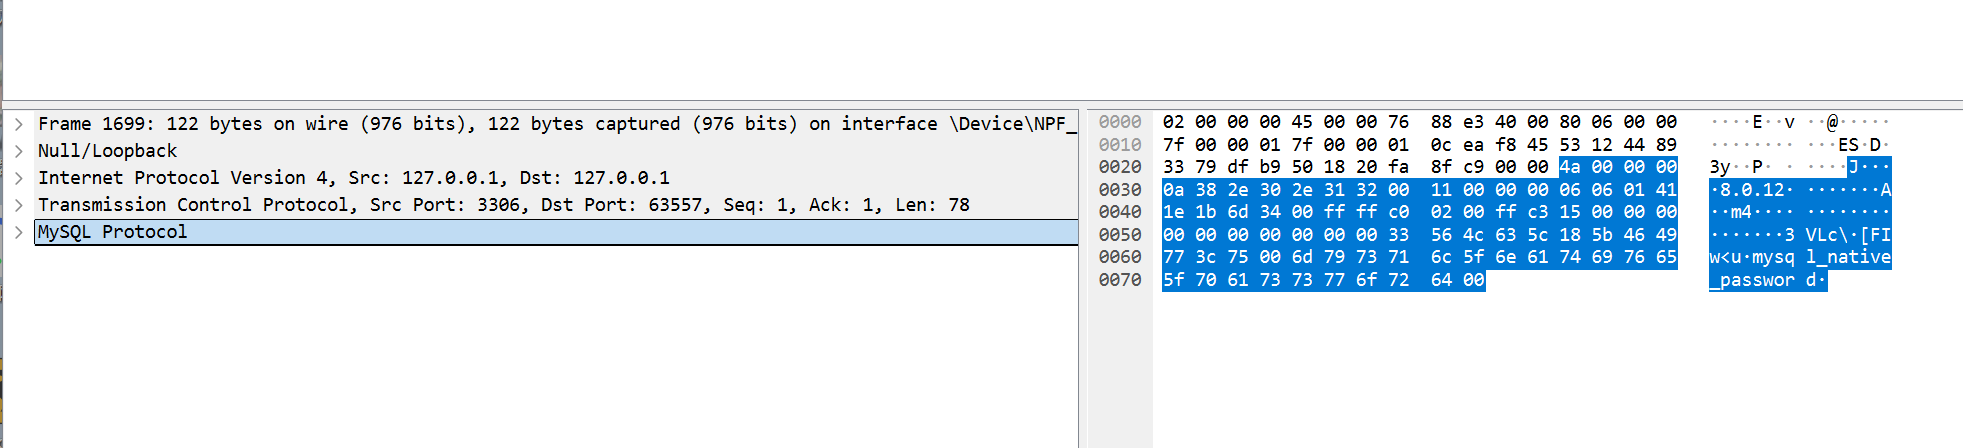 Frame 1699: 122 bytes on wire (976 bits), 122 bytes captured (976 bits) on interface \Device\NPF_
Null/Loopback
Internet Protocol Version 4, Src: 127.0.0.1, Dst: 127.0.0.1
Transmission Control Protocol, Src Port: 3306, Dst Port: 63557, Seq: 1, Ack: 1, Len: 78
MySQL Protocol
0000 02 00 00 00 45 00 00 76 88 e3 40 00 80 06 00 00 ····E··v ··@·····
0010 7f 00 00 01 7f 00 00 01 0c ea f8 45 53 12 44 89 ········ ···ES·D·
0020 33 79 df b9 50 18 20 fa 8f c9 00 00 4a 00 00 00 3y··P· · ····J···
0030 0a 38 2e 30 2e 31 32 00 11 00 00 00 06 06 01 41 ·8.0.12· ·······A
0040 1e 1b 6d 34 00 ff ff c0 02 00 ff c3 15 00 00 00 ··m4···· ········
0050 00 00 00 00 00 00 00 33 56 4c 63 5c 18 5b 46 49 ·······3 VLc\·[FI
0060 77 3c 75 00 6d 79 73 71 6c 5f 6e 61 74 69 76 65 w<u·mysq l_native
0070 5f 70 61 73 73 77 6f 72 64 00 _passwor d·